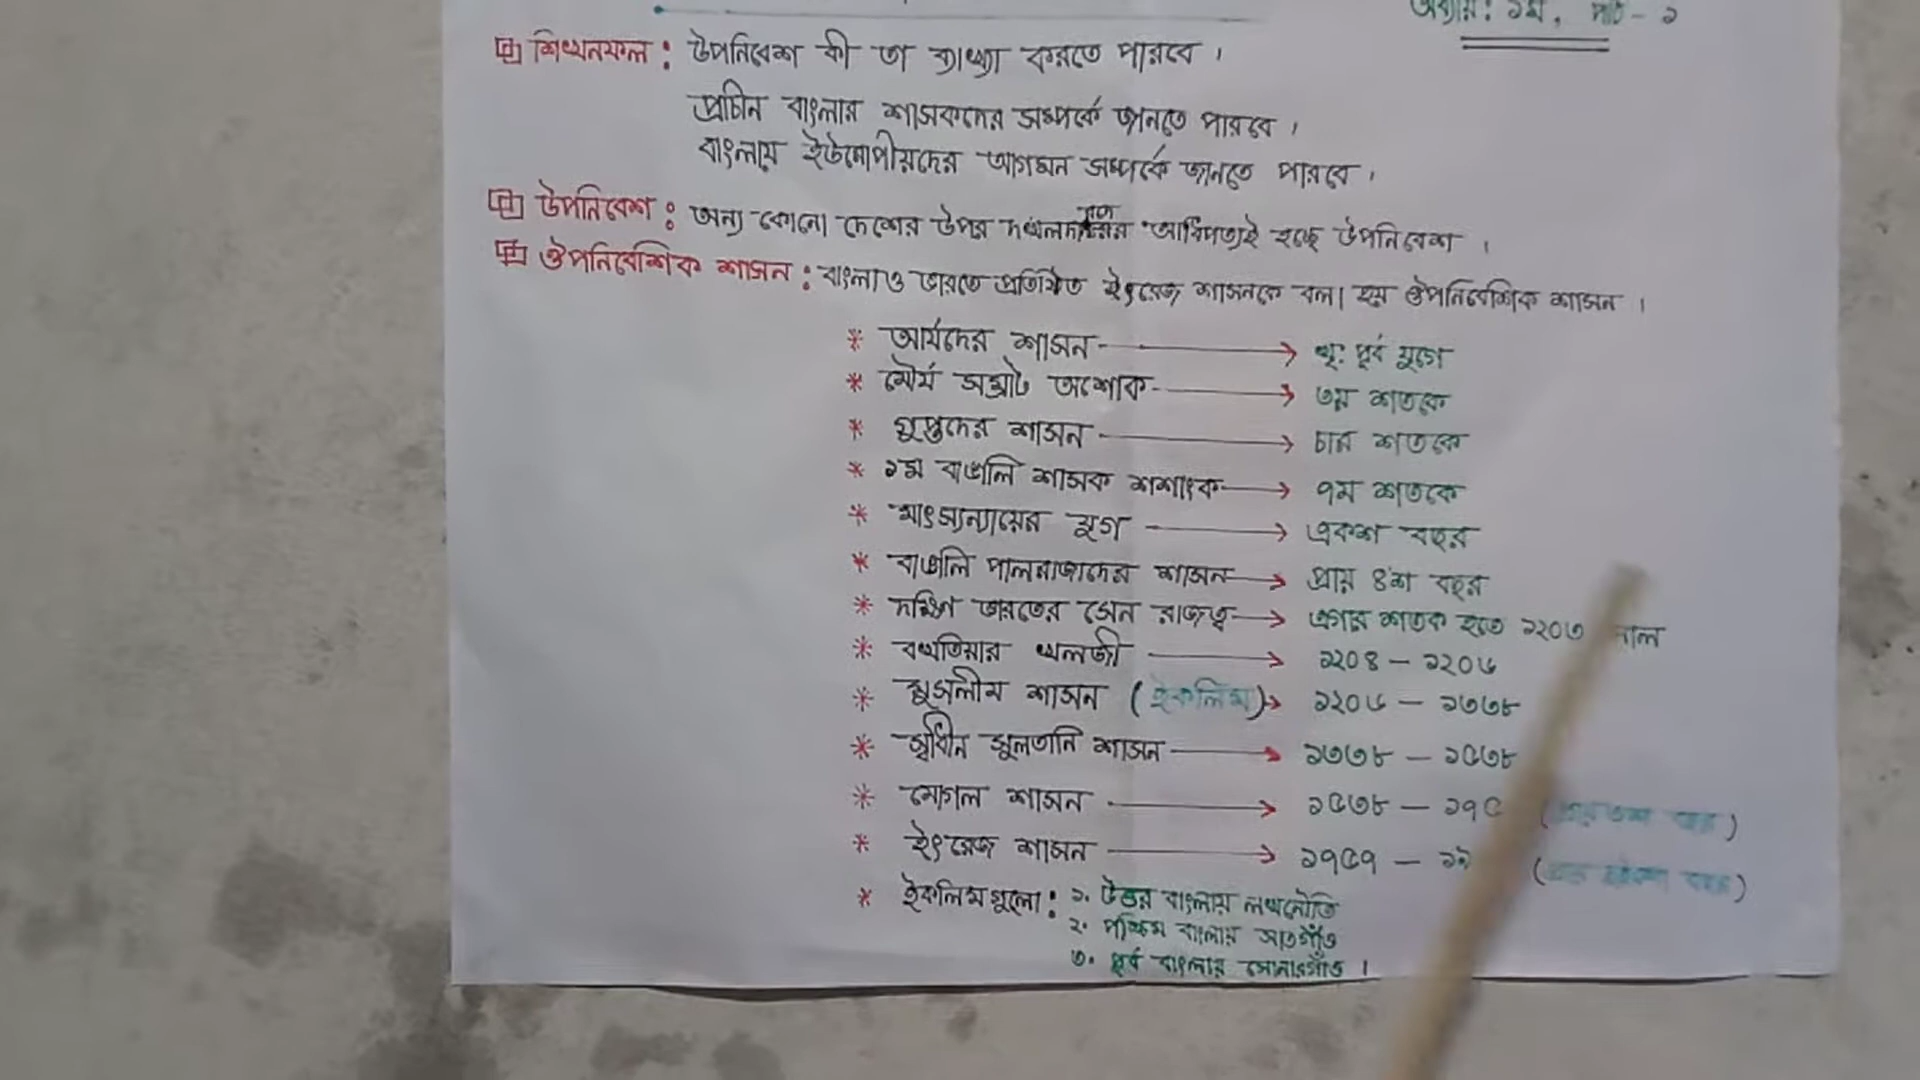 অধ্যায়: ১ম, পাঠ - ১
শিখনফল : উপনিবেশ কী তা ব্যাখ্যা করতে পারবে ।
প্রাচীন বাংলার শাসকদের সম্পর্কে জানতে পারবে ।
বাংলায় ইউরোপীয়দের আগমন সম্পর্কে জানতে পারবে ।
উপনিবেশ : অন্য কোনো দেশের উপর আধিপত্যই হচ্ছে উপনিবেশ ।
ঔপনিবেশিক শাসন : বাংলাও ভারতে প্রতিষ্ঠিত ইংরেজ শাসনকে বলা হয় ঔপনিবেশিক শাসন ।
* আর্যদের শাসন → খৃ: পূর্ব যুগে
* মৌর্য সম্রাট অশোক → ৩য় শতকে
* গুপ্তদের শাসন → চার শতকে
* ১ম বাঙালি শাসক শশাংক → ৭ম শতকে
* মাৎস্যন্যায়ের যুগ → একশ বছর
* বাঙালি পালরাজাদের শাসন → প্রায় ৪শ বছর
* দক্ষিণ ভারতের সেন রাজত্ব → এগার শতক হতে ১২০৩ সাল
* বখতিয়ার খলজী → ১২০৪ - ১২০৬
* মুসলীম শাসন (ইকলিম) → ১২০৬ - ১৩৩৮
* স্বাধীন সুলতানি শাসন → ১৩৩৮ - ১৫৩৮
* মোগল শাসন → ১৫৩৮ - ১৭৫
* ইংরেজ শাসন → ১৭৫৭ - ১৯
* ইকলিমগুলো : ১. উত্তর বাংলায় লখনৌতি
২. পশ্চিম বাংলায় সাতগাঁও
৩. পূর্ব বাংলায় সোনারগাঁও ।